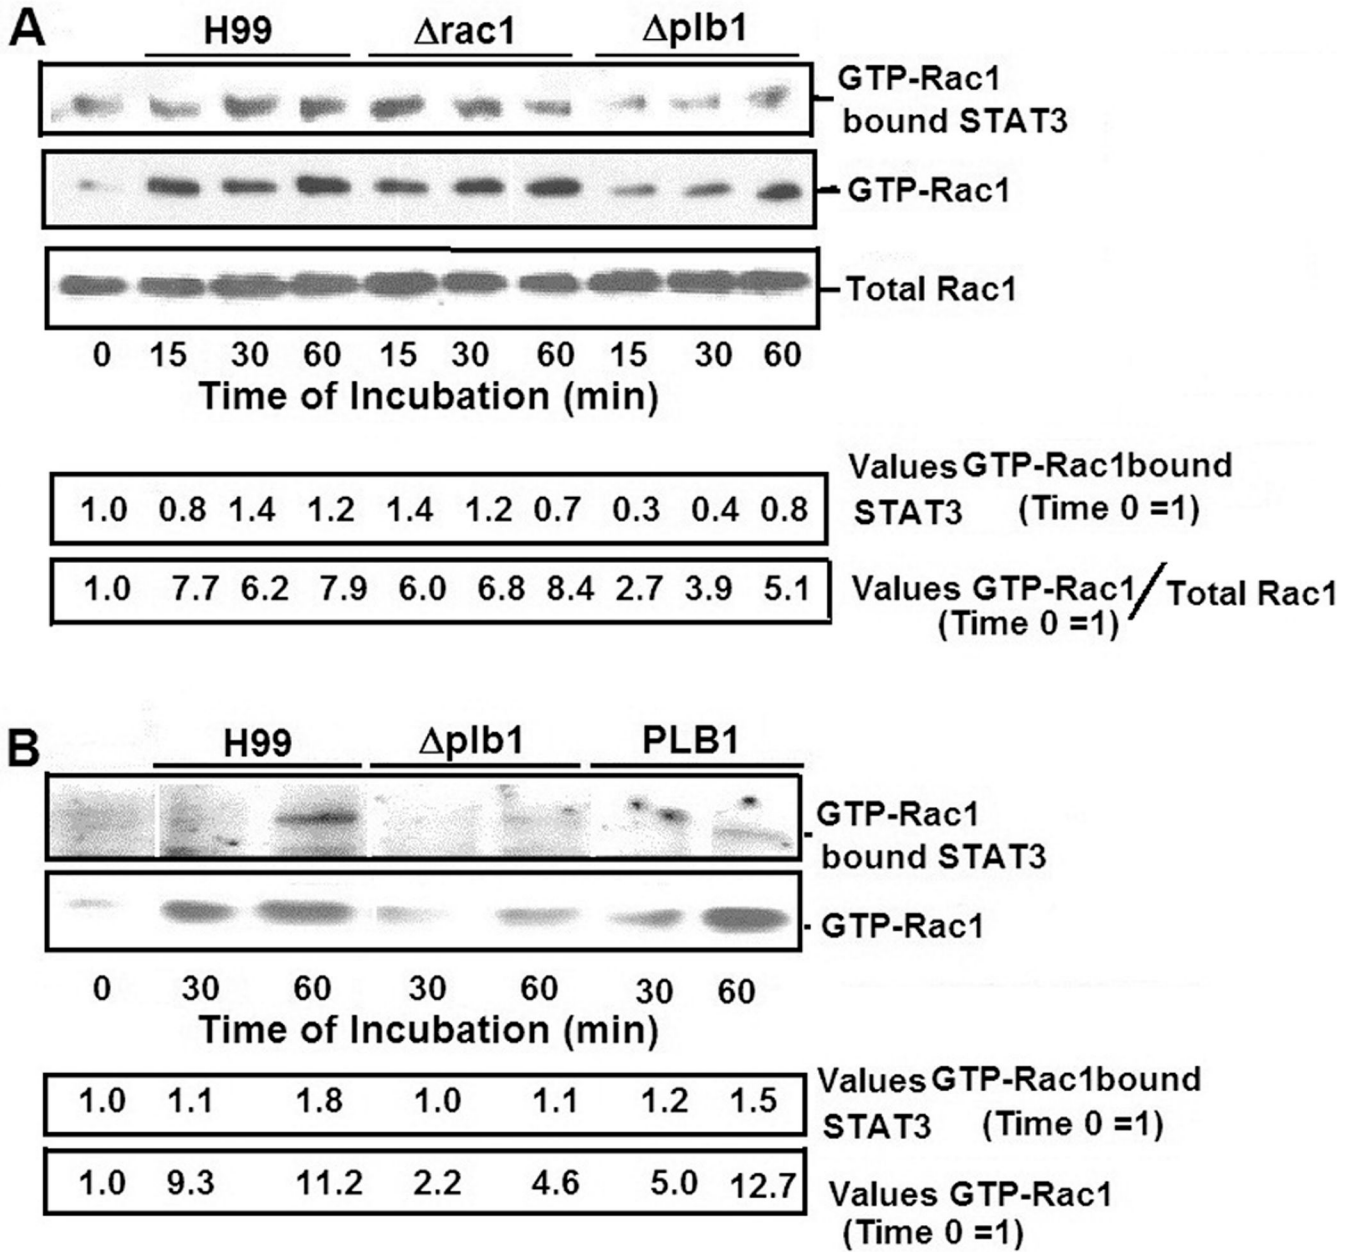 A
H99 Δrac1 Δplb1
GTP-Rac1
bound STAT3
GTP-Rac1
Total Rac1
0 15 30 60 15 30 60 15 30 60
Time of Incubation (min)
Values GTP-Rac1bound
1.0 0.8 1.4 1.2 1.4 1.2 0.7 0.3 0.4 0.8 STAT3 (Time 0 =1)
1.0 7.7 6.2 7.9 6.0 6.8 8.4 2.7 3.9 5.1 Values GTP-Rac1/Total Rac1
(Time 0 =1)
B
H99 Δplb1 PLB1
GTP-Rac1
bound STAT3
GTP-Rac1
0 30 60 30 60 30 60
Time of Incubation (min)
Values GTP-Rac1bound
1.0 1.1 1.8 1.0 1.1 1.2 1.5
STAT3 (Time 0 =1)
1.0 9.3 11.2 2.2 4.6 5.0 12.7
Values GTP-Rac1
(Time 0 =1)